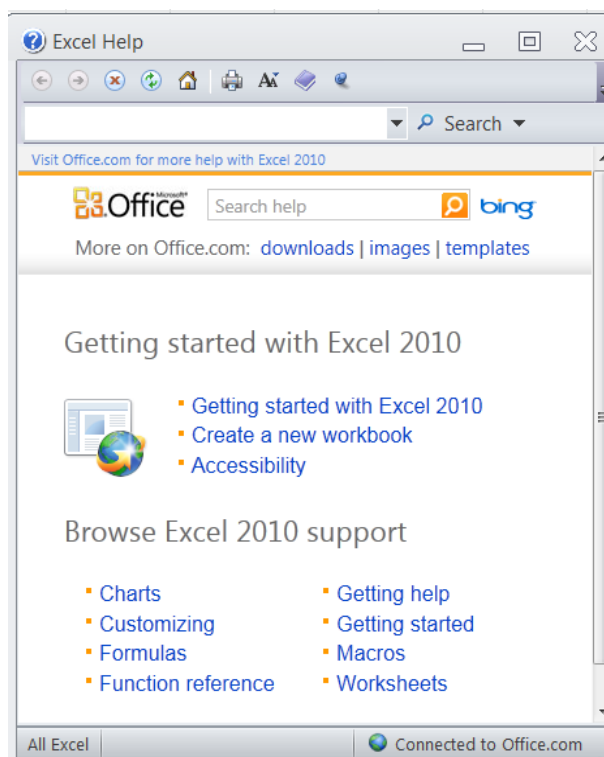 Excel Help
Search
Visit Office.com for more help with Excel 2010
Microsoft®
Office Search help bing
More on Office.com: downloads | images | templates
Getting started with Excel 2010
Getting started with Excel 2010
Create a new workbook
Accessibility
Browse Excel 2010 support
Charts Getting help
Customizing Getting started
Formulas Macros
Function reference Worksheets
All Excel Connected to Office.com